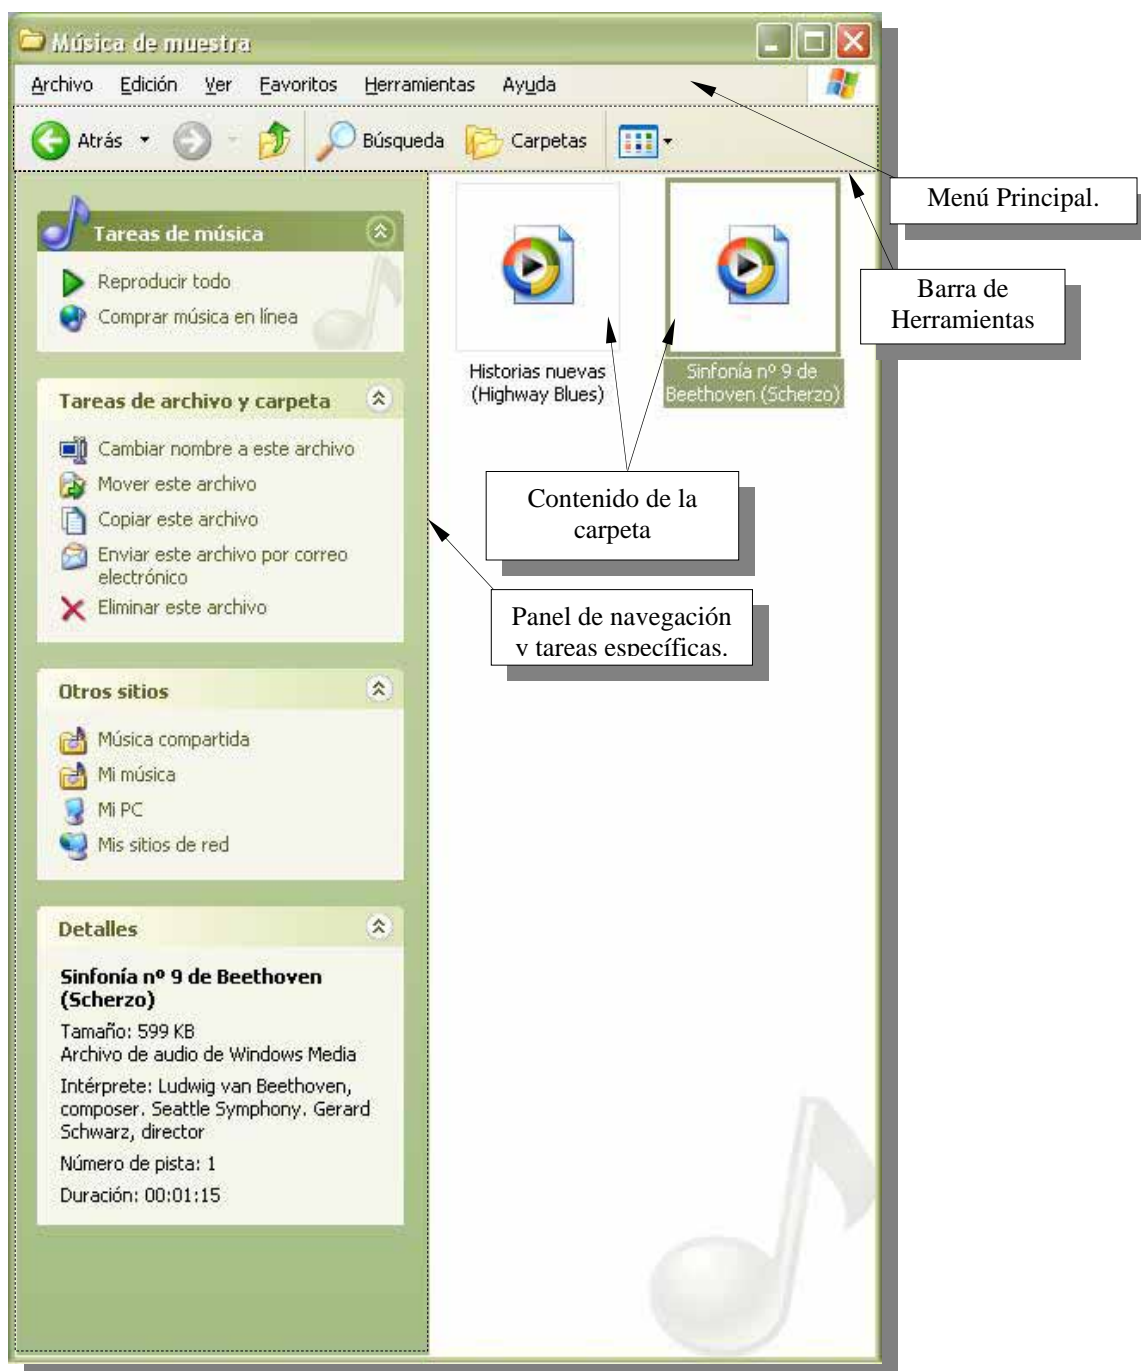 Música de muestra
Archivo Edición Ver Favoritos Herramientas Ayuda
Atrás Búsqueda Carpetas
Menú Principal.
Barra de
Herramientas
Tareas de música
Reproducir todo
Comprar música en línea
Historias nuevas
(Highway Blues)
Sinfonía nº 9 de
Beethoven (Scherzo)
Tareas de archivo y carpeta
Cambiar nombre a este archivo
Mover este archivo
Copiar este archivo
Enviar este archivo por correo
electrónico
Eliminar este archivo
Contenido de la
carpeta
Panel de navegación
y tareas específicas.
Otros sitios
Música compartida
Mi música
Mi PC
Mis sitios de red
Detalles
Sinfonía nº 9 de Beethoven
(Scherzo)
Tamaño: 599 KB
Archivo de audio de Windows Media
Intérprete: Ludwig van Beethoven,
composer. Seattle Symphony. Gerard
Schwarz, director
Número de pista: 1
Duración: 00:01:15